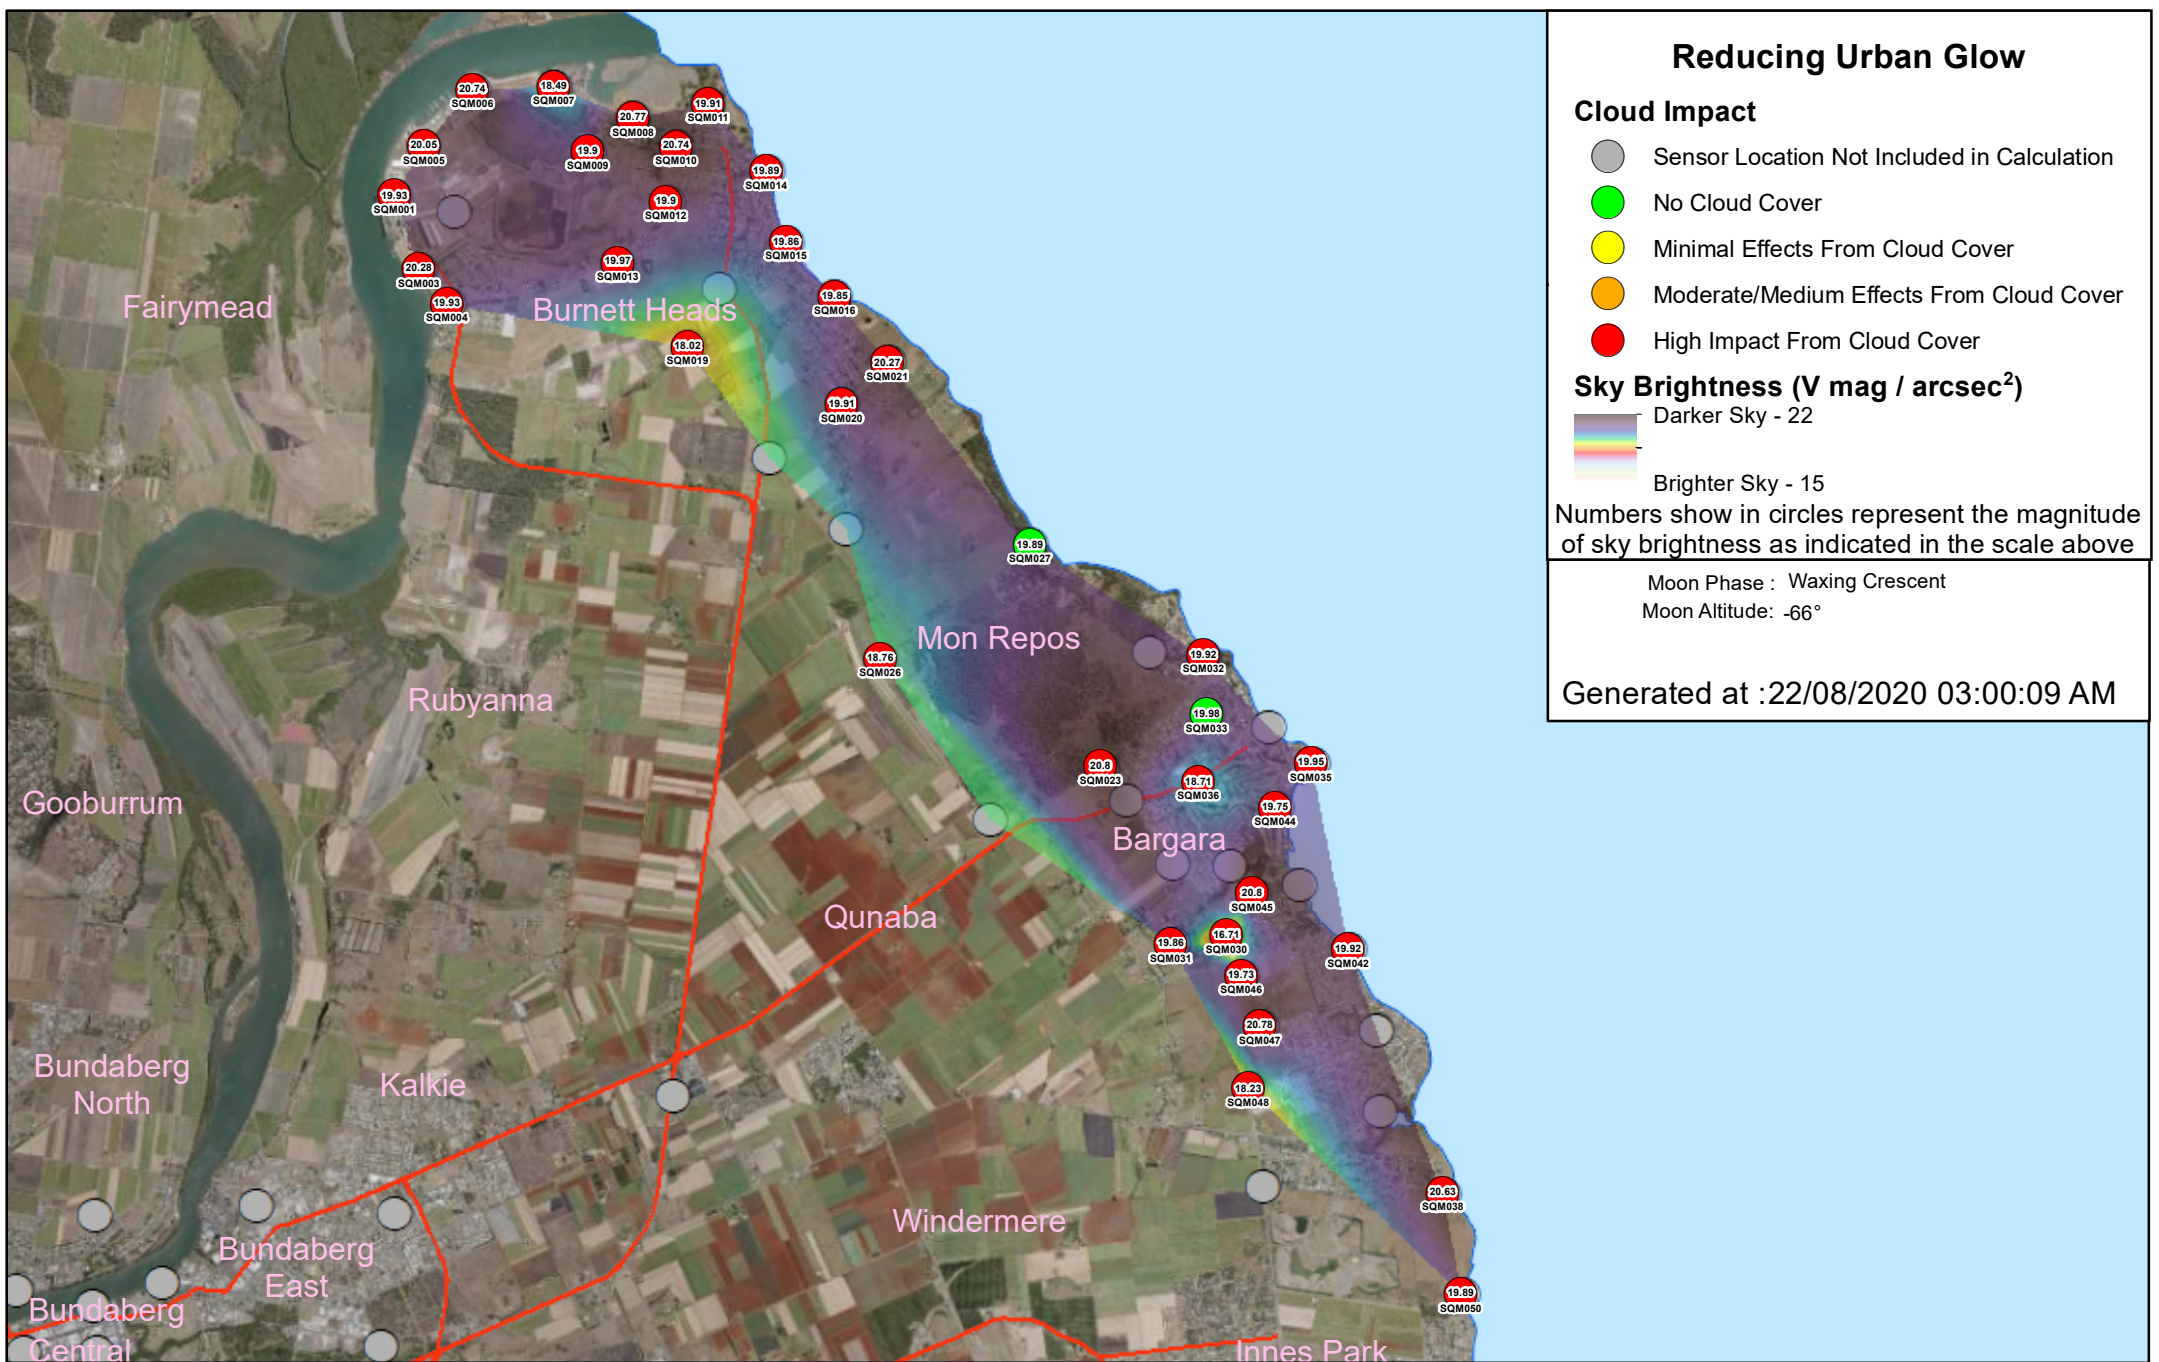 Reducing Urban Glow
Cloud Impact
Sensor Location Not Included in Calculation
No Cloud Cover
Minimal Effects From Cloud Cover
Moderate/Medium Effects From Cloud Cover
High Impact From Cloud Cover
Sky Brightness (V mag / arcsec²)
Darker Sky - 22
Brighter Sky - 15
Numbers show in circles represent the magnitude
of sky brightness as indicated in the scale above
Moon Phase : Waxing Crescent
Moon Altitude: -66°
Generated at :22/08/2020 03:00:09 AM
20.74
SQM006
18.49
SQM007
20.77
SQM008
19.91
SQM011
20.05
SQM005
19.9
SQM009
20.74
SQM010
19.89
SQM014
19.93
SQM001
19.9
SQM012
19.86
SQM015
20.28
SQM003
19.97
SQM013
19.93
SQM004
19.85
SQM016
Fairymead
Burnett Heads
18.02
SQM019
20.27
SQM021
19.91
SQM020
19.89
SQM027
Mon Repos
18.76
SQM026
19.92
SQM032
Rubyanna
19.98
SQM033
20.8
SQM023
18.71
SQM036
19.95
SQM035
19.75
SQM044
Gooburrum
Bargara
20.8
SQM045
Qunaba
19.86
SQM031
16.71
SQM030
19.92
SQM042
19.73
SQM046
20.78
SQM047
Bundaberg
North
Kalkie
18.23
SQM048
20.63
SQM038
Windermere
Bundaberg
East
19.89
SQM050
Bundaberg
Central
Innes Park